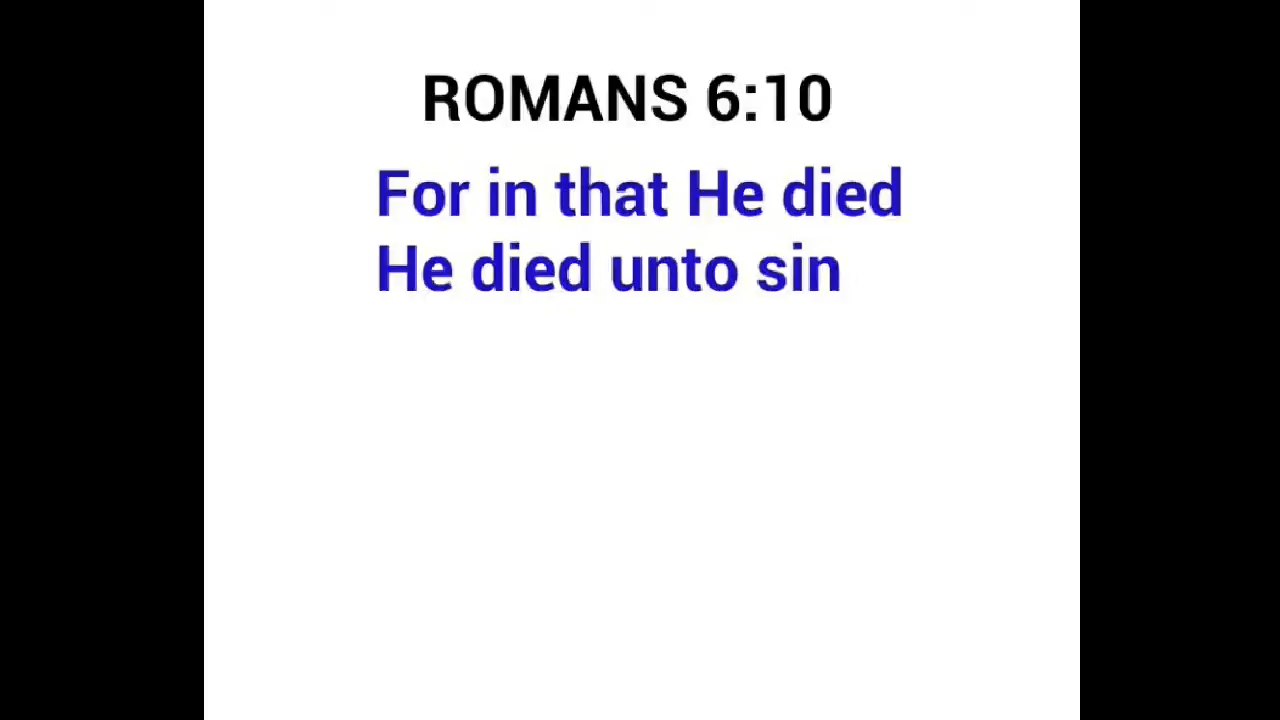 ROMANS 6:10
For in that He died
He died unto sin